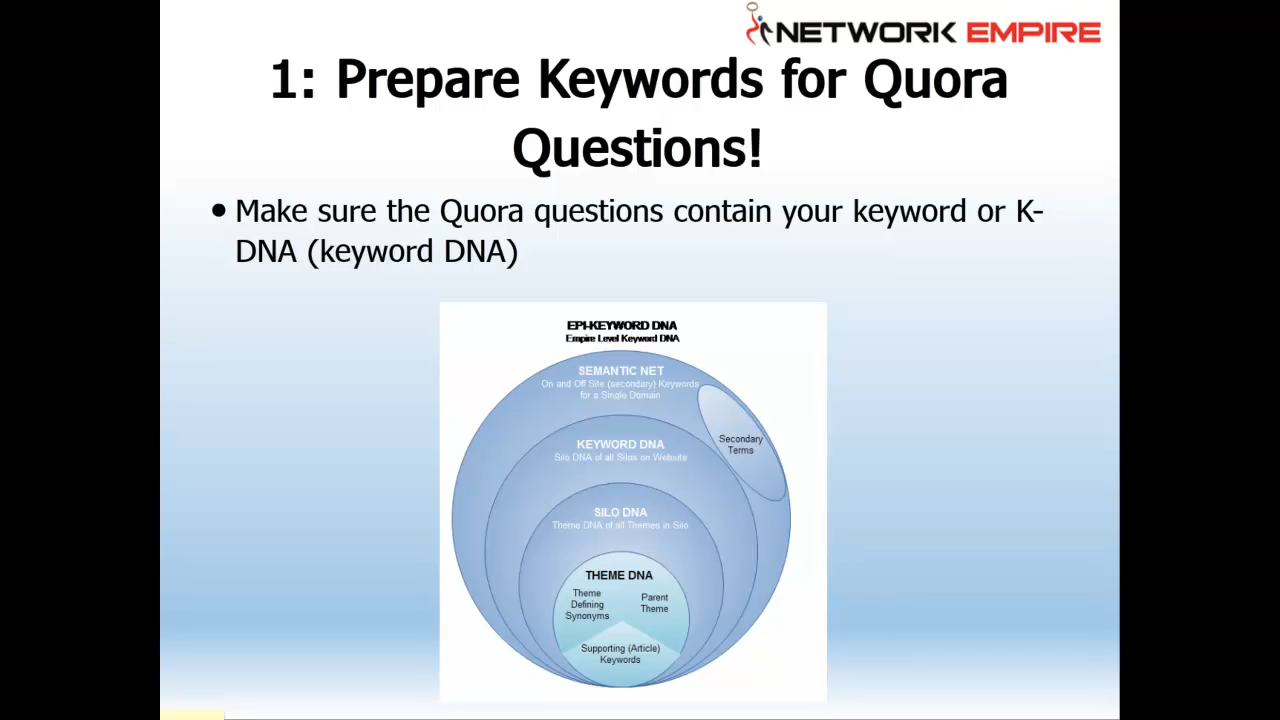 NETWORK EMPIRE
1: Prepare Keywords for Quora
Questions!
• Make sure the Quora questions contain your keyword or K-
DNA (keyword DNA)
EPI-KEYWORD DNA
Empire Level Keyword DNA
SEMANTIC NET
On and Off Site (secondary) Keywords
for a Single Domain
Secondary
Terms
KEYWORD DNA
Silo DNA of all Silos on Website
SILO DNA
Theme DNA of all Themes in Silo
THEME DNA
Theme
Defining
Synonyms
Parent
Theme
Supporting (Article)
Keywords